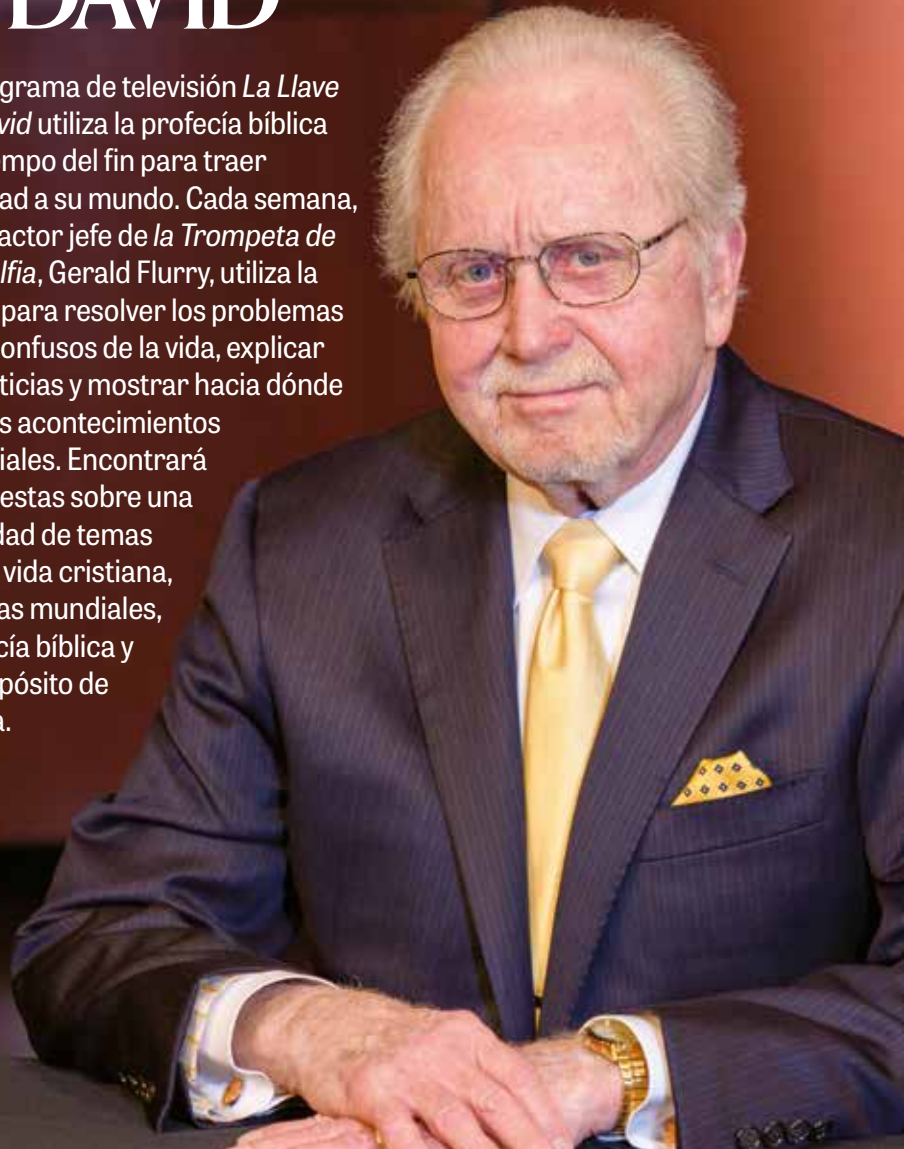 DAVID
grama de televisión La Llave
vid utiliza la profecía bíblica
empo del fin para traer
ad a su mundo. Cada semana,
actor jefe de la Trompeta de
lfia, Gerald Flurry, utiliza la
para resolver los problemas
onfusos de la vida, explicar
ticias y mostrar hacia dónde
s acontecimientos
iales. Encontrará
estas sobre una
dad de temas
vida cristiana,
as mundiales,
cía bíblica y
pósito de
a.